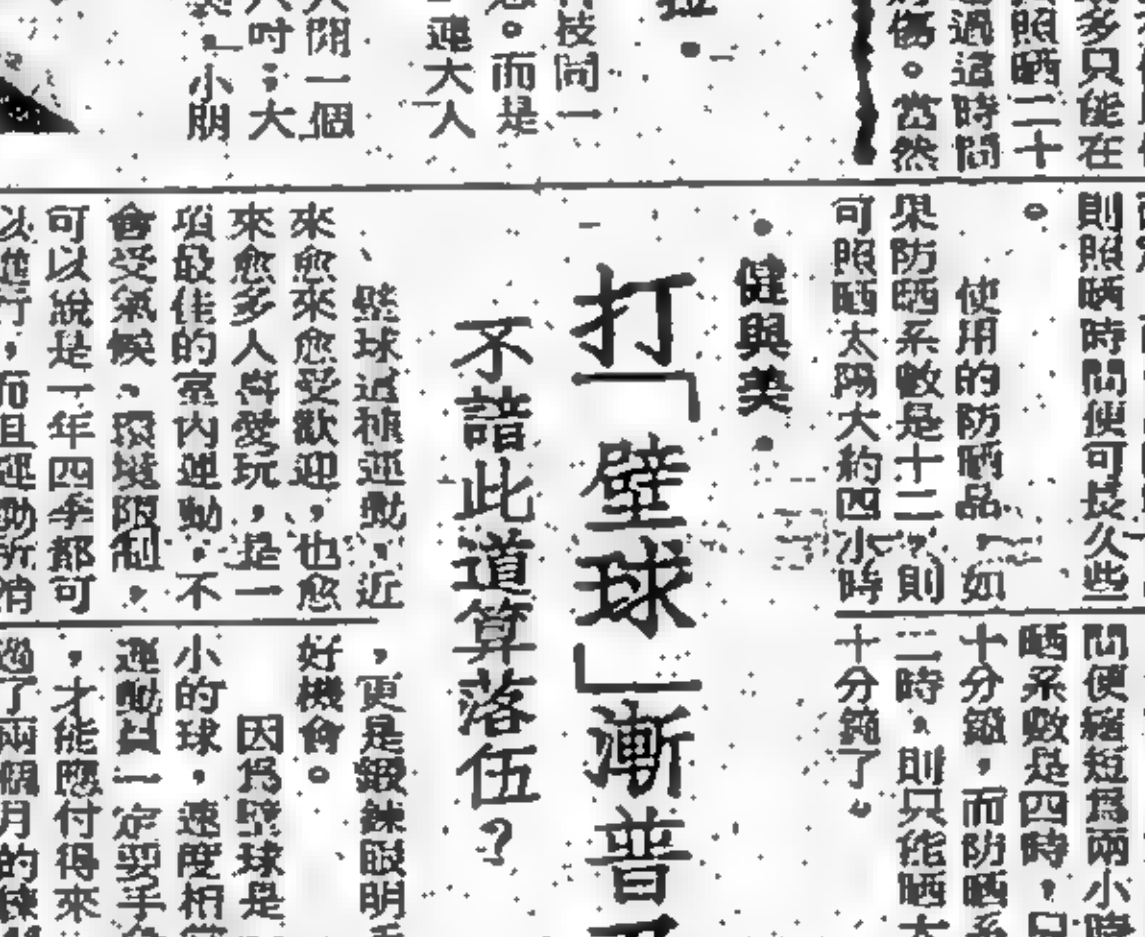 多只能在
照晒二十
過這時間
傷。當然
技同一
。而是
連大人
開一個
吋；大
。」小朋
則照晒時間便可長久些
。
使用的防晒品，如
果防晒系數是十二，則
可照晒太陽大約四小時
間便縮短為兩小時
晒系數是四時，只
十分鐘，而防晒系
二時，則只能晒太
十分鐘了。
•健與美•
打「壁球」漸普
不諳此道算落伍？
壁球這種運動，近
來愈來愈受歡迎，也愈
來愈多人喜愛玩，是一
項最佳的室內運動，不
會受氣候、環境限制，
可以說是一年四季都可
以進行，而且運動所消
，更是鍛鍊眼明手
好機會。
因為壁球是
小的球，速度相當
運動員一定要手
，才能應付得來
過了兩個月的練